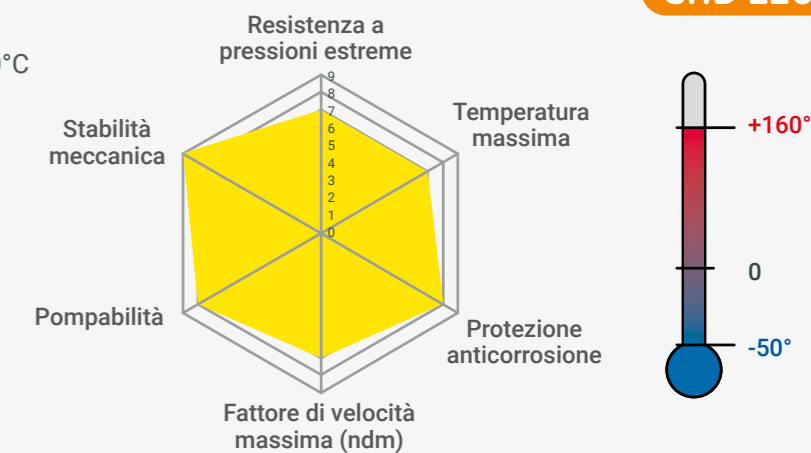 °C
Resistenza a
pressioni estreme
9
8
7
6
5
4
3
2
1
0
Temperatura
massima
Protezione
anticorrosione
Fattore di velocità
massima (ndm)
Pompabilità
Stabilità
meccanica
+160°
0
-50°